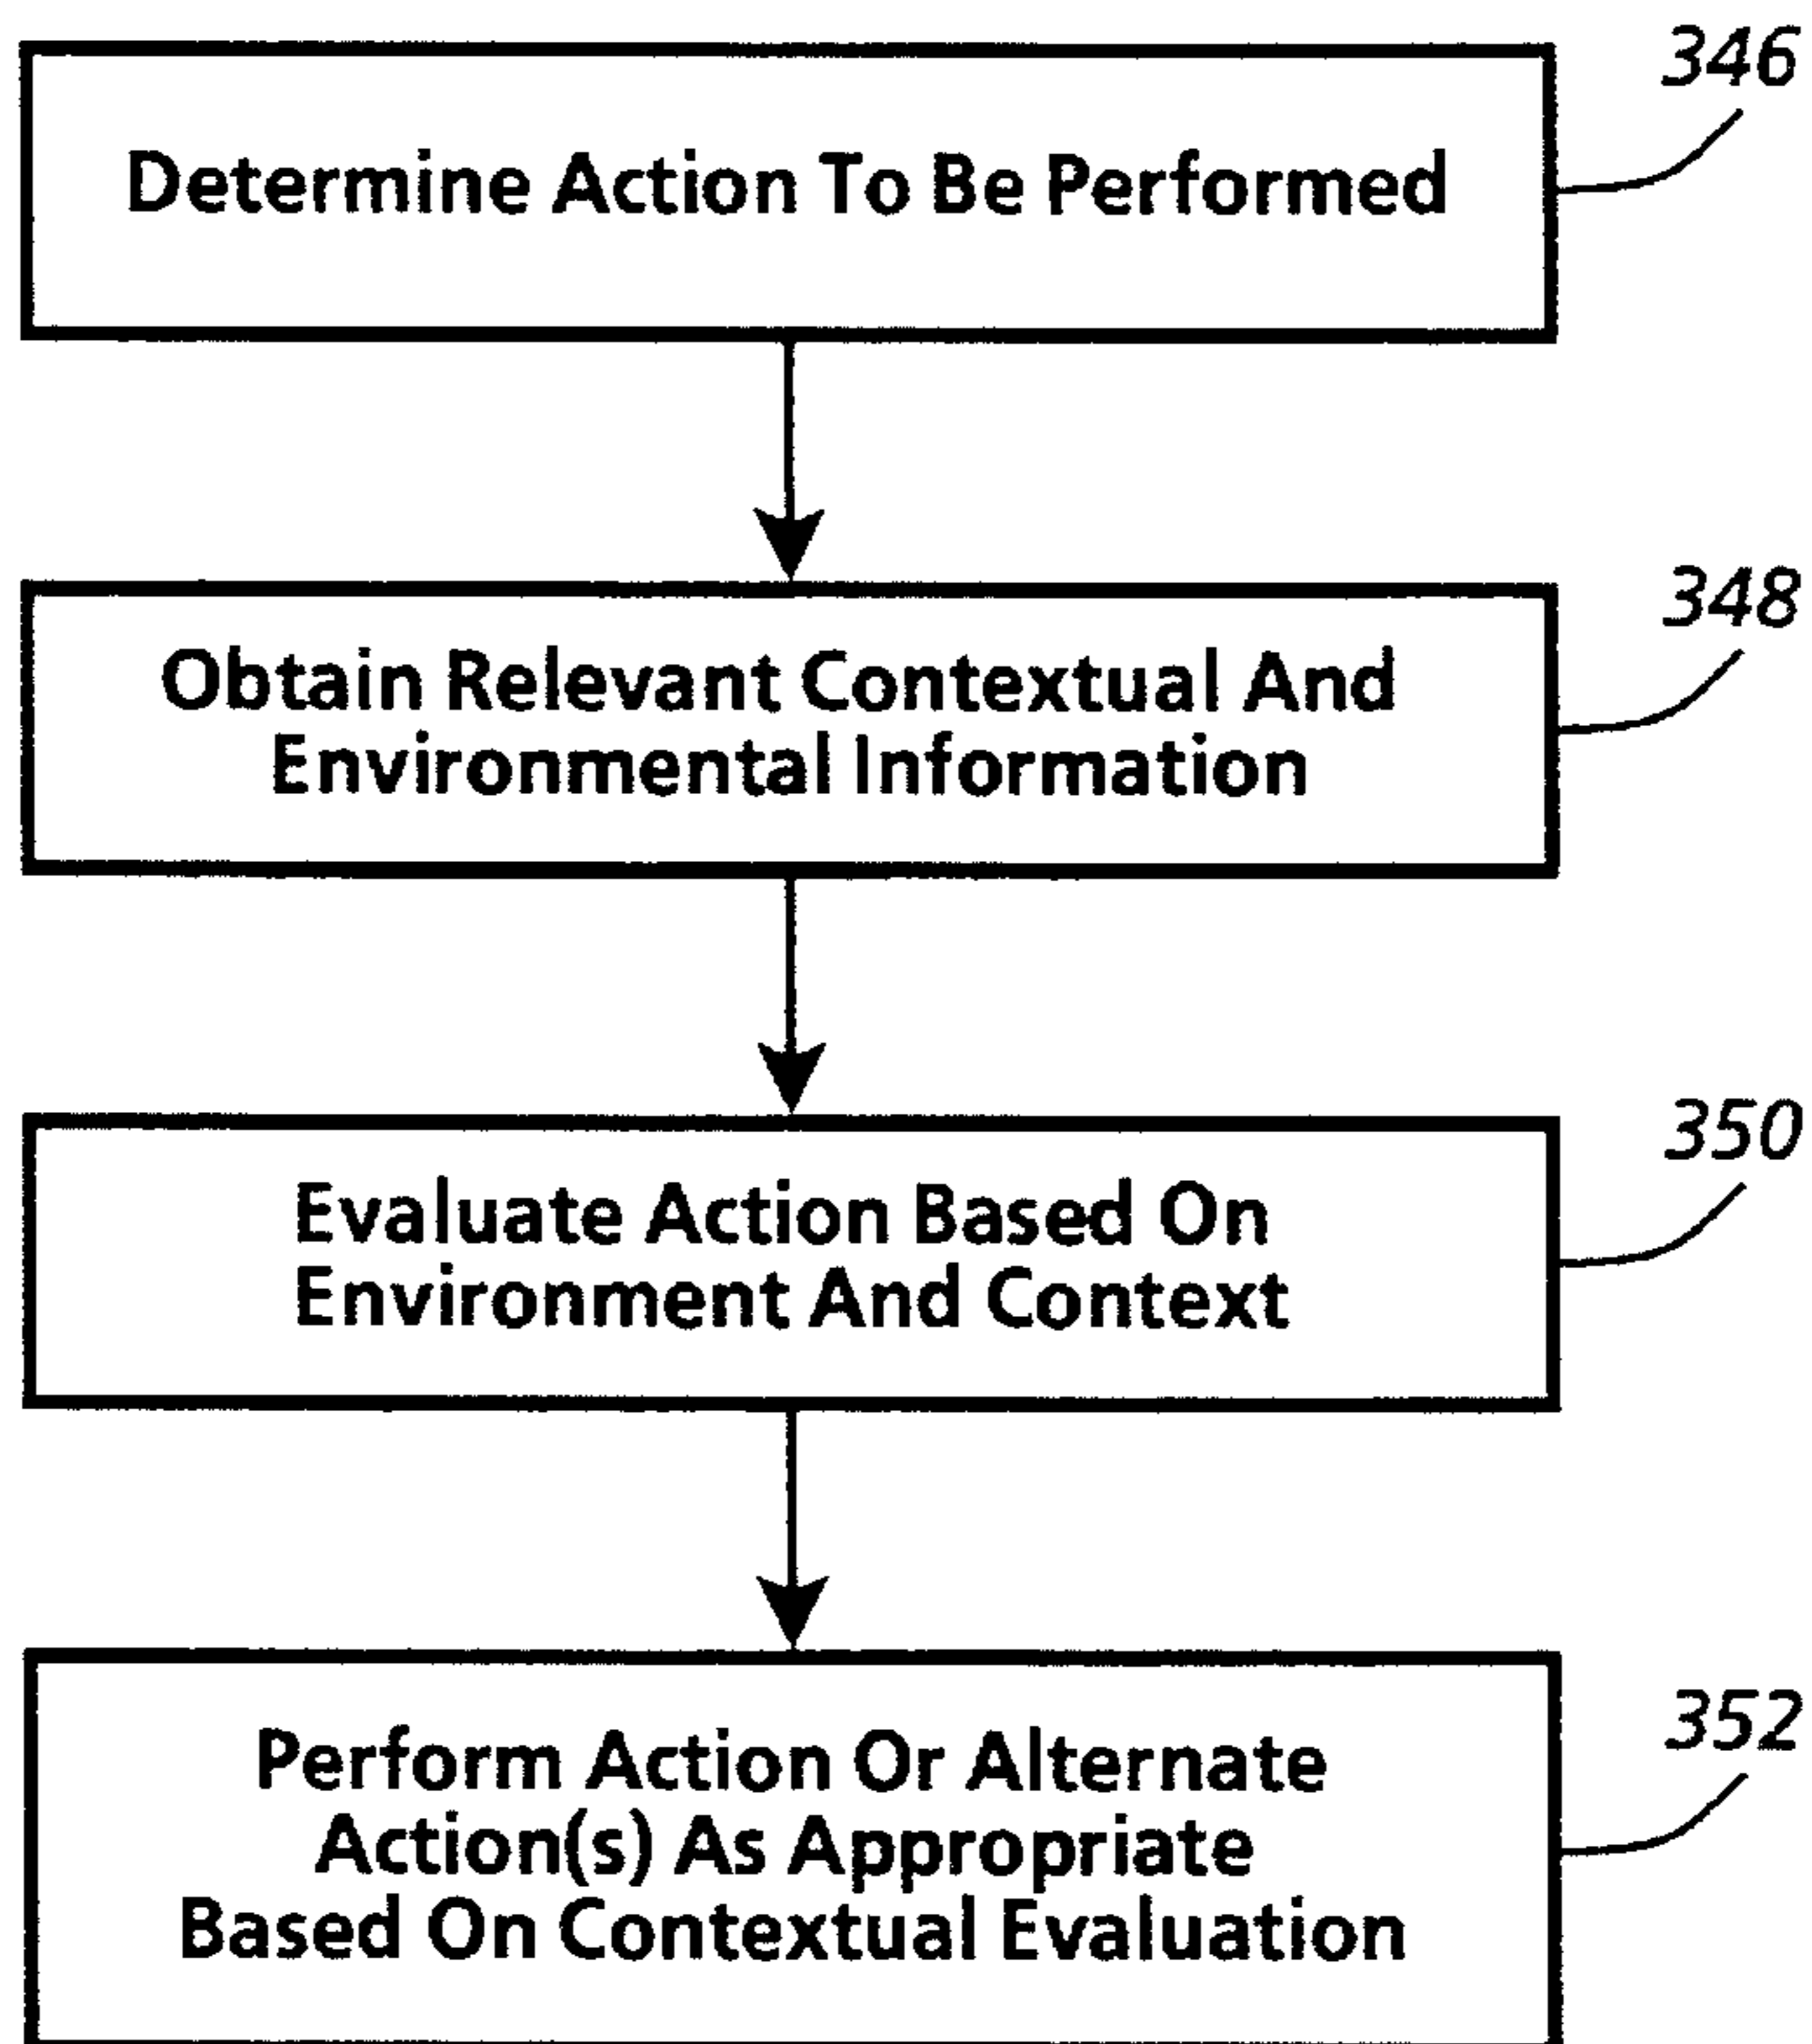 346
Determine Action To Be Performed
348
Obtain Relevant Contextual And
Environmental Information
350
Evaluate Action Based On
Environment And Context
352
Perform Action Or Alternate
Action(s) As Appropriate
Based On Contextual Evaluation